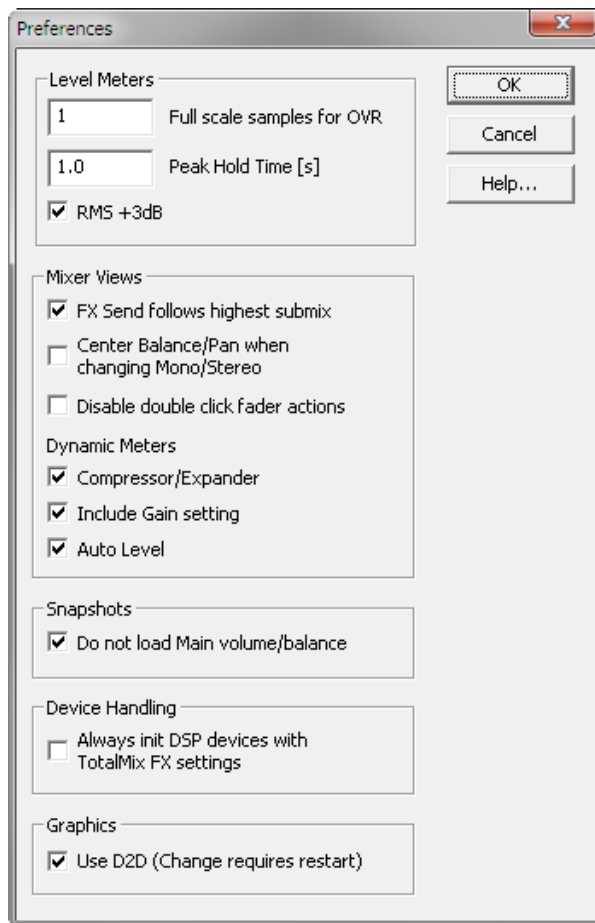 Preferences
Level Meters
1 Full scale samples for OVR
1.0 Peak Hold Time [s]
RMS +3dB
OK
Cancel
Help...
Mixer Views
FX Send follows highest submix
Center Balance/Pan when
changing Mono/Stereo
Disable double click fader actions
Dynamic Meters
Compressor/Expander
Include Gain setting
Auto Level
Snapshots
Do not load Main volume/balance
Device Handling
Always init DSP devices with
TotalMix FX settings
Graphics
Use D2D (Change requires restart)